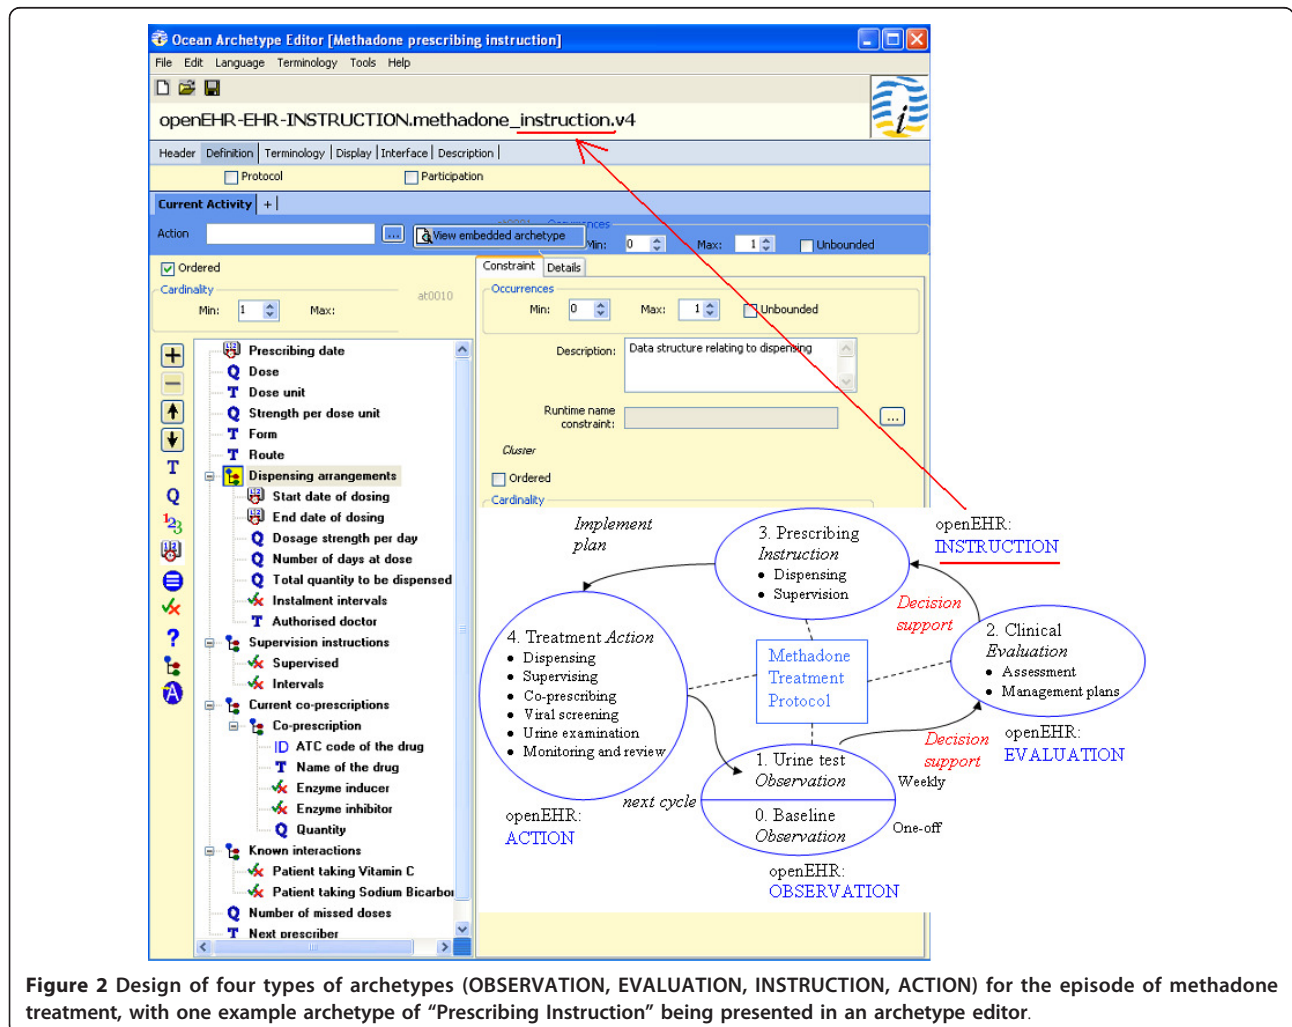 Ocean Archetype Editor [Methadone prescribing instruction]
File Edit Language Terminology Tools Help
openEHR-EHR-INSTRUCTION.methadone_instruction.v4
Header Definition Terminology Display Interface Description
Protocol Participation
Current Activity +
Action ... View embedded archetype Min: 0 Max: 1 Unbounded
Ordered
Cardinality
at0010
Min: 1 Max:
Prescribing date
Q Dose
T Dose unit
Q Strength per dose unit
T Form
T Route
Dispensing arrangements
Start date of dosing
End date of dosing
Q Dosage strength per day
Q Number of days at dose
Q Total quantity to be dispensed
Instalment intervals
T Authorised doctor
Supervision instructions
Supervised
Intervals
Current co-prescriptions
Co-prescription
ID ATC code of the drug
T Name of the drug
Enzyme inducer
Enzyme inhibitor
Q Quantity
Known interactions
Patient taking Vitamin C
Patient taking Sodium Bicarbo
Q Number of missed doses
T Next prescriber
T
Q
123
?
A
Constraint Details
Occurrences
Min: 0 Max: 1 Unbounded
Description: Data structure relating to dispensing
Runtime name
constraint: ...
Cluster
Ordered
Cardinality
Implement
plan
3. Prescribing
Instruction
• Dispensing
• Supervision
openEHR:
INSTRUCTION
Decision
support
2. Clinical
Evaluation
• Assessment
• Management plans
openEHR:
EVALUATION
4. Treatment Action
• Dispensing
• Supervising
• Co-prescribing
• Viral screening
• Urine examination
• Monitoring and review
openEHR:
ACTION
Methadone
Treatment
Protocol
Decision
support
1. Urine test
Observation
Weekly
next cycle
0. Baseline
Observation
One-off
openEHR:
OBSERVATION
Figure 2 Design of four types of archetypes (OBSERVATION, EVALUATION, INSTRUCTION, ACTION) for the episode of methadone
treatment, with one example archetype of “Prescribing Instruction” being presented in an archetype editor.